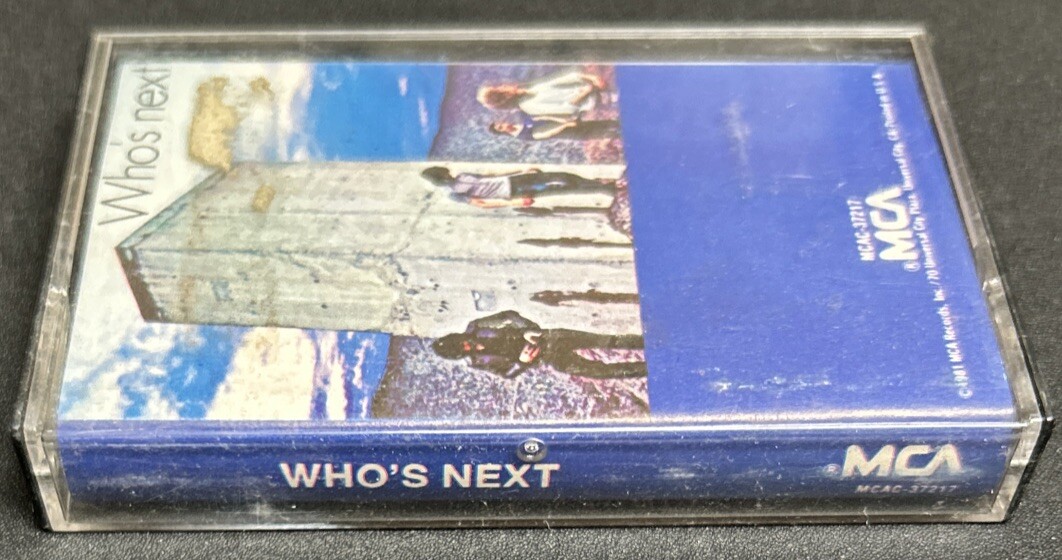 Who's next
MCAC-37217
® MCA
©1981 MCA Records, Inc./70 Universal City Plaza, Universal City, CA. Printed in U.S.A.
WHO'S NEXT
® MCA
MCAC-37217